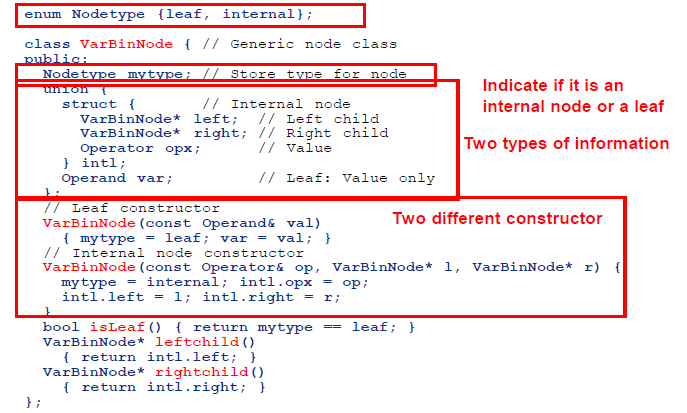 enum Nodetype {leaf, internal};
class VarBinNode { // Generic node class
public:
Nodetype mytype; // Store type for node
union {
struct { // Internal node
VarBinNode* left; // Left child
VarBinNode* right; // Right child
Operator opx; // Value
} intl;
Operand var; // Leaf: Value only
};
Indicate if it is an
internal node or a leaf
Two types of information
// Leaf constructor
VarBinNode(const Operand& val)
{ mytype = leaf; var = val; }
// Internal node constructor
VarBinNode(const Operator& op, VarBinNode* l, VarBinNode* r) {
mytype = internal; intl.opx = op;
intl.left = l; intl.right = r;
}
Two different constructor
bool isLeaf() { return mytype == leaf; }
VarBinNode* leftchild()
{ return intl.left; }
VarBinNode* rightchild()
{ return intl.right; }
};